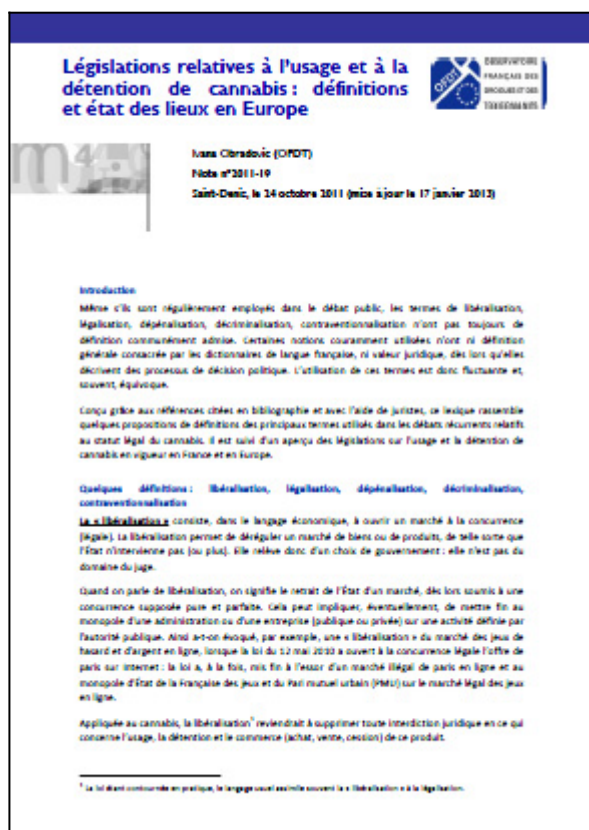 Législations relatives à l'usage et à la
détention de cannabis : définitions
et état des lieux en Europe
OFDT
OBSERVATOIRE
FRANÇAIS DES
DROGUES ET DES
TOXICOMANIES
Ivana Obradovic (OFDT)
Note n°2011-19
Saint-Denis, le 24 octobre 2011 (mise à jour le 17 janvier 2013)
Introduction
Même s'ils sont régulièrement employés dans le débat public, les termes de libéralisation,
légalisation, dépénalisation, décriminalisation, contraventionnalisation n'ont pas toujours de
définition communément admise. Certaines notions couramment utilisées n'ont ni définition
générale consacrée par les dictionnaires de langue française, ni valeur juridique, dès lors qu'elles
décrivent des processus de décision politique. L'utilisation de ces termes est donc fluctuante et,
souvent, équivoque.
Conçu grâce aux références citées en bibliographie et avec l'aide de juristes, ce lexique rassemble
quelques propositions de définitions des principaux termes utilisés dans les débats récurrents relatifs
au statut légal du cannabis. Il est suivi d'un aperçu des législations sur l'usage et la détention de
cannabis en vigueur en France et en Europe.
Quelques définitions : libéralisation, légalisation, dépénalisation, décriminalisation,
contraventionnalisation
La « libéralisation » consiste, dans le langage économique, à ouvrir un marché à la concurrence
(légale). La libéralisation permet de déréguler un marché de biens ou de produits, de telle sorte que
l'État n'intervienne pas (ou plus). Elle relève donc d'un choix de gouvernement : elle n'est pas du
domaine du juge.
Quand on parle de libéralisation, on signifie le retrait de l'État d'un marché, dès lors soumis à une
concurrence supposée pure et parfaite. Cela peut impliquer, éventuellement, de mettre fin au
monopole d'une administration ou d'une entreprise (publique ou privée) sur une activité définie par
l'autorité publique. Ainsi a-t-on évoqué, par exemple, une « libéralisation » du marché des jeux de
hasard et d'argent en ligne, lorsque la loi du 12 mai 2010 a ouvert à la concurrence légale l'offre de
paris sur internet : la loi a, à la fois, mis fin à l'essor d'un marché illégal de paris en ligne et au
monopole d'État de la Française des jeux et du Pari mutuel urbain (PMU) sur le marché légal des jeux
en ligne.
Appliquée au cannabis, la libéralisation¹ reviendrait à supprimer toute interdiction juridique en ce qui
concerne l'usage, la détention et le commerce (achat, vente, cession) de ce produit.
¹ La loi étant contournée en pratique, le langage usuel assimile souvent la « libéralisation » à la légalisation.